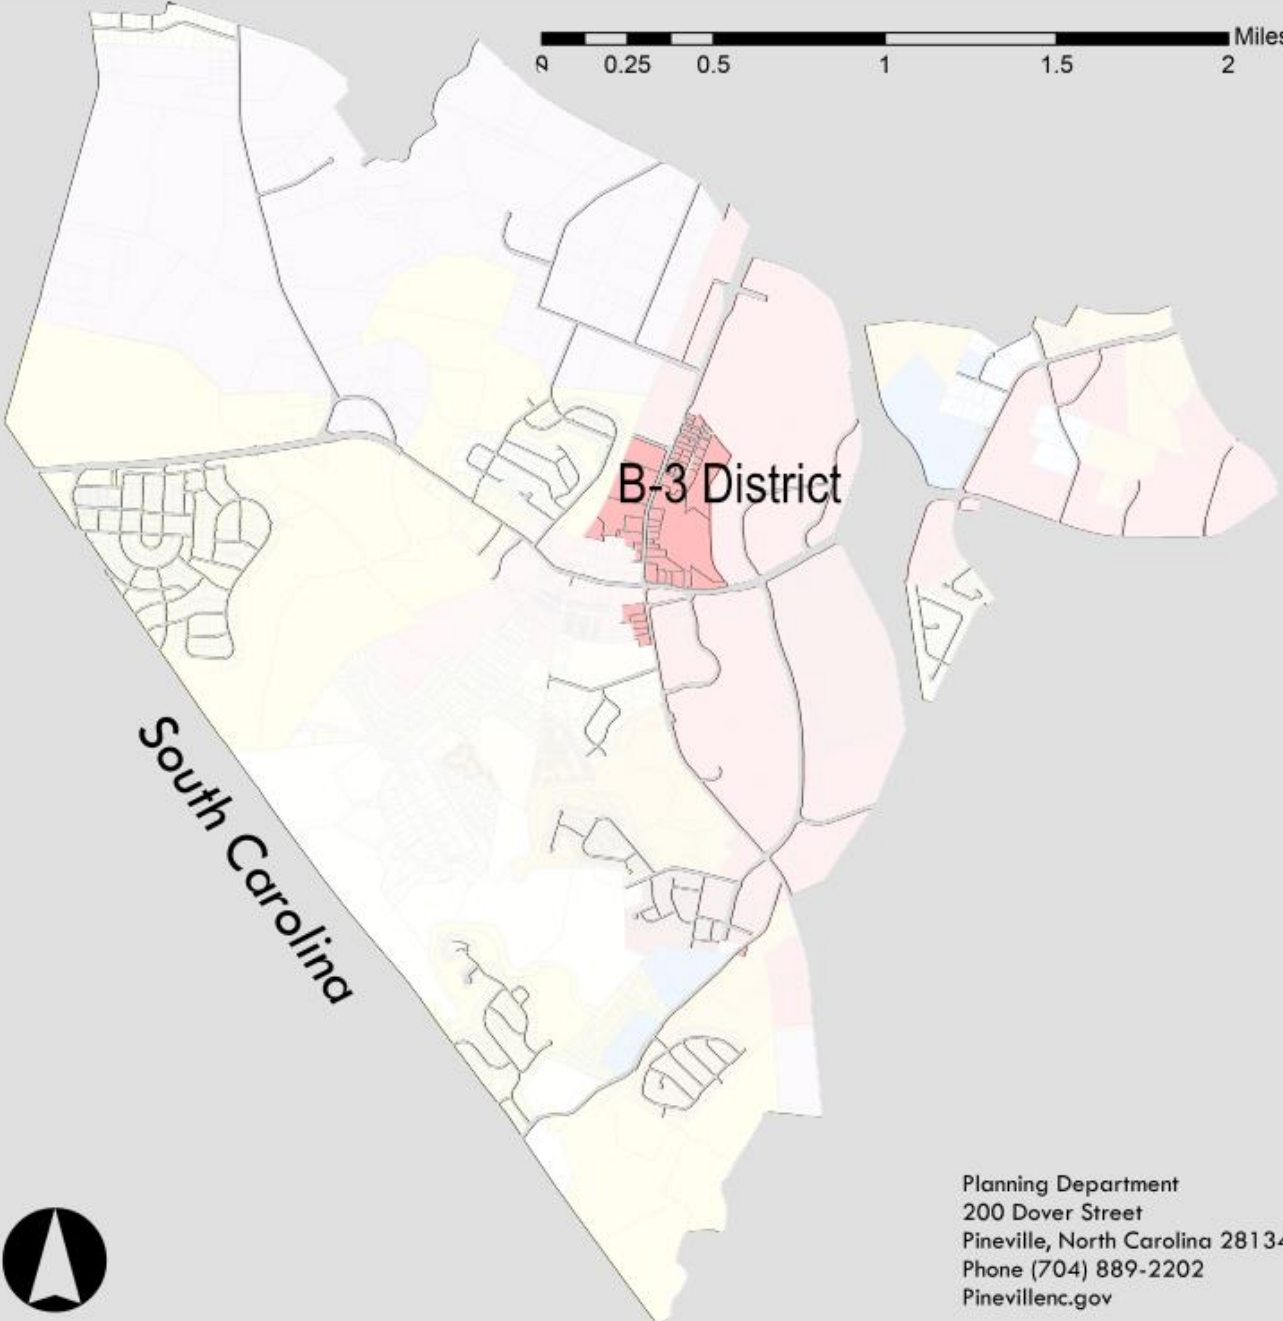 Miles
0 0.25 0.5 1 1.5 2
B-3 District
South Carolina
Planning Department
200 Dover Street
Pineville, North Carolina 28134
Phone (704) 889-2202
Pinevillenc.gov